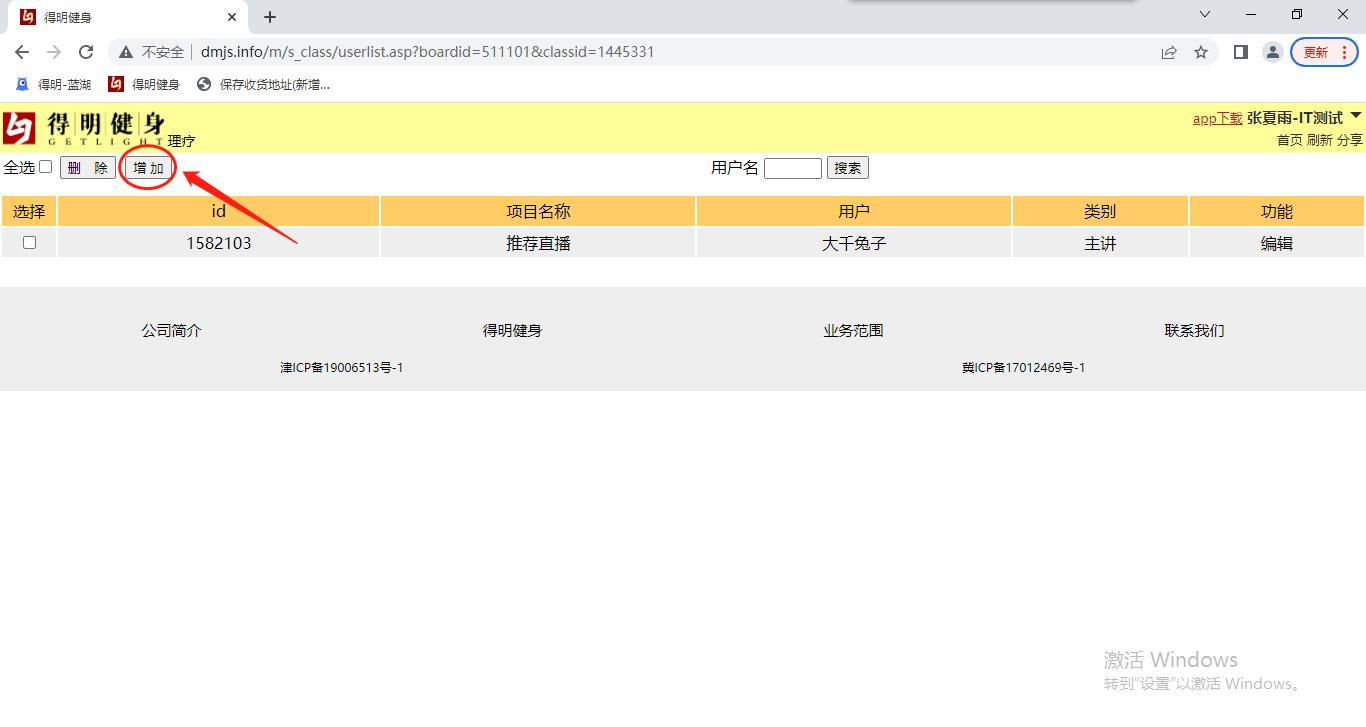 得明健身
不安全 dmjs.info/m/s_class/userlist.asp?boardid=511101&classid=1445331 更新
得明-蓝湖 得明健身 保存收货地址(新增...
得明健身 GETLIGHT 理疗 app下载 张夏雨-IT测试
首页 刷新 分享
全选 删 除 增 加 用户名 搜索
选择 id 项目名称 用户 类别 功能
1582103 推荐直播 大千兔子 主讲 编辑
公司简介 得明健身 业务范围 联系我们
津ICP备19006513号-1 冀ICP备17012469号-1
激活 Windows
转到"设置"以激活 Windows。